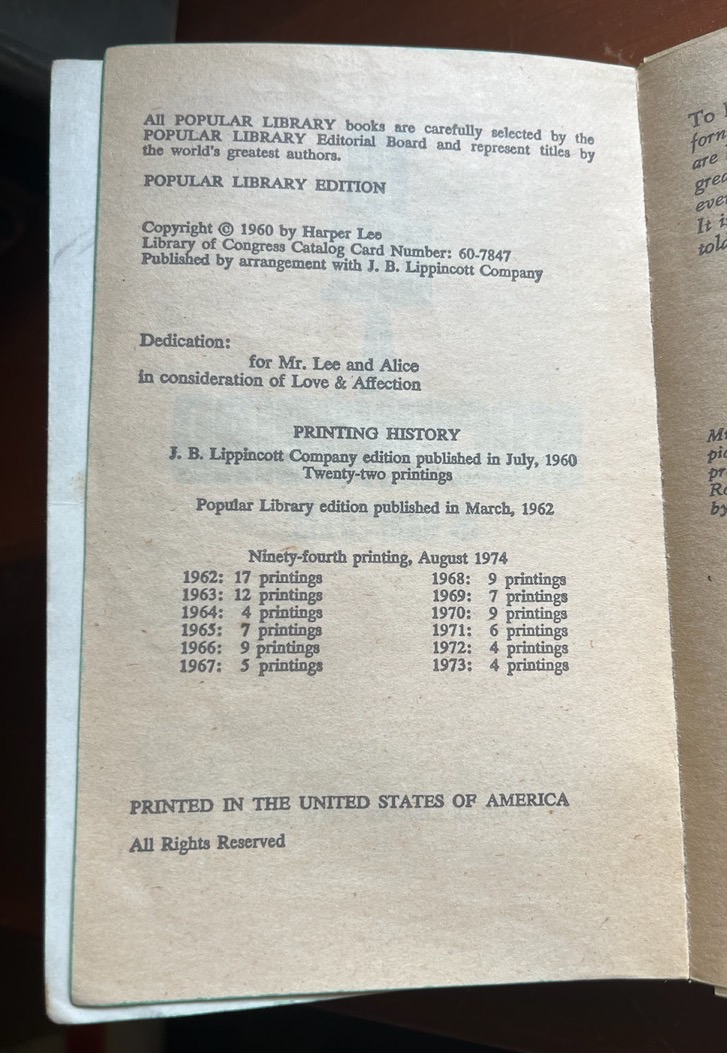 All POPULAR LIBRARY books are carefully selected by the
POPULAR LIBRARY Editorial Board and represent titles by
the world's greatest authors.
POPULAR LIBRARY EDITION
Copyright © 1960 by Harper Lee
Library of Congress Catalog Card Number: 60-7847
Published by arrangement with J. B. Lippincott Company
Dedication:
for Mr. Lee and Alice
in consideration of Love & Affection
PRINTING HISTORY
J. B. Lippincott Company edition published in July, 1960
Twenty-two printings
Popular Library edition published in March, 1962
Ninety-fourth printing, August 1974
1962: 17 printings 1968: 9 printings
1963: 12 printings 1969: 7 printings
1964: 4 printings 1970: 9 printings
1965: 7 printings 1971: 6 printings
1966: 9 printings 1972: 4 printings
1967: 5 printings 1973: 4 printings
PRINTED IN THE UNITED STATES OF AMERICA
All Rights Reserved
To
are
It